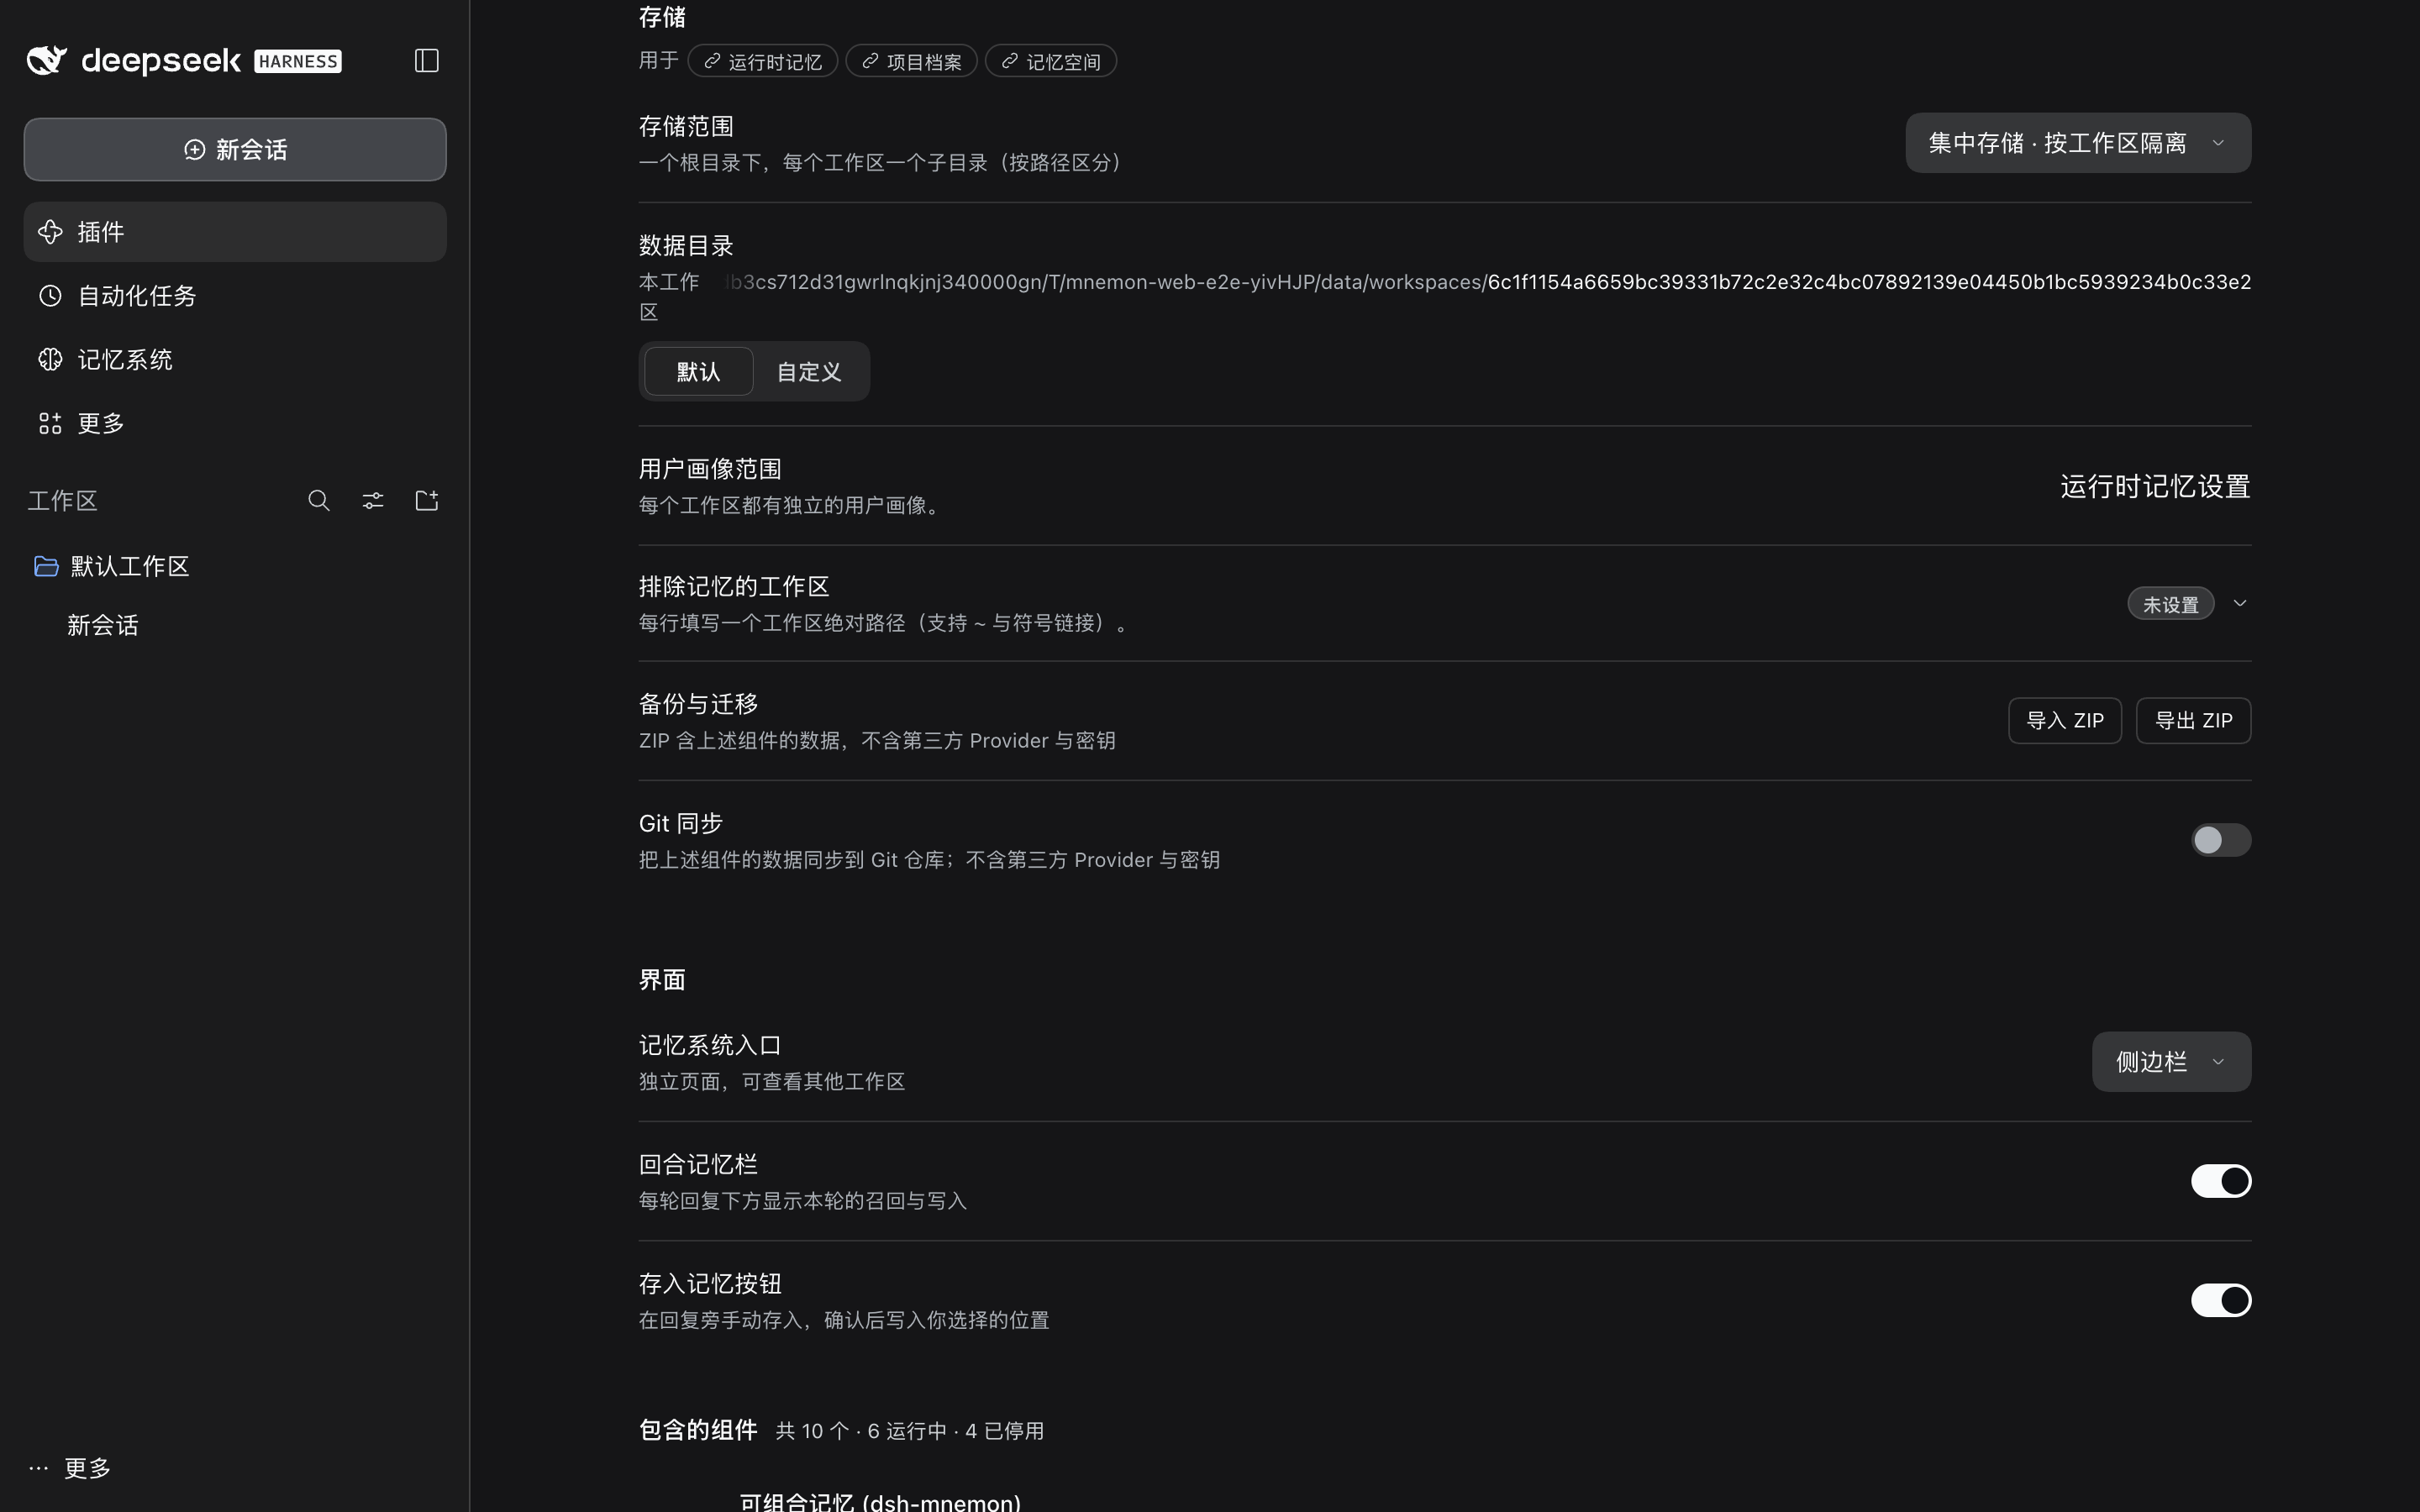 deepseek HARNESS
新会话
插件
自动化任务
记忆系统
更多
工作区
默认工作区
新会话
更多
存储
用于 运行时记忆 项目档案 记忆空间
存储范围
一个根目录下，每个工作区一个子目录（按路径区分）
集中存储 · 按工作区隔离
数据目录
本工作区
b3cs712d31gwrlnqkjnj340000gn/T/mnemon-web-e2e-yivHJP/data/workspaces/6c1f1154a6659bc39331b72c2e32c4bc07892139e04450b1bc5939234b0c33e2
默认 自定义
用户画像范围
每个工作区都有独立的用户画像。
运行时记忆设置
排除记忆的工作区
每行填写一个工作区绝对路径（支持 ~ 与符号链接）。
未设置
备份与迁移
ZIP 含上述组件的数据，不含第三方 Provider 与密钥
导入 ZIP 导出 ZIP
Git 同步
把上述组件的数据同步到 Git 仓库；不含第三方 Provider 与密钥
界面
记忆系统入口
独立页面，可查看其他工作区
侧边栏
回合记忆栏
每轮回复下方显示本轮的召回与写入
存入记忆按钮
在回复旁手动存入，确认后写入你选择的位置
包含的组件 共 10 个 · 6 运行中 · 4 已停用
可组合记忆 (dsh-mnemon)